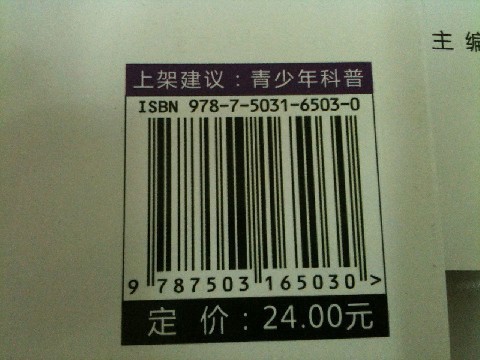 主 编
上架建议：青少年科普
ISBN 978-7-5031-6503-0
9 787503 165030 >
定 价：24.00元